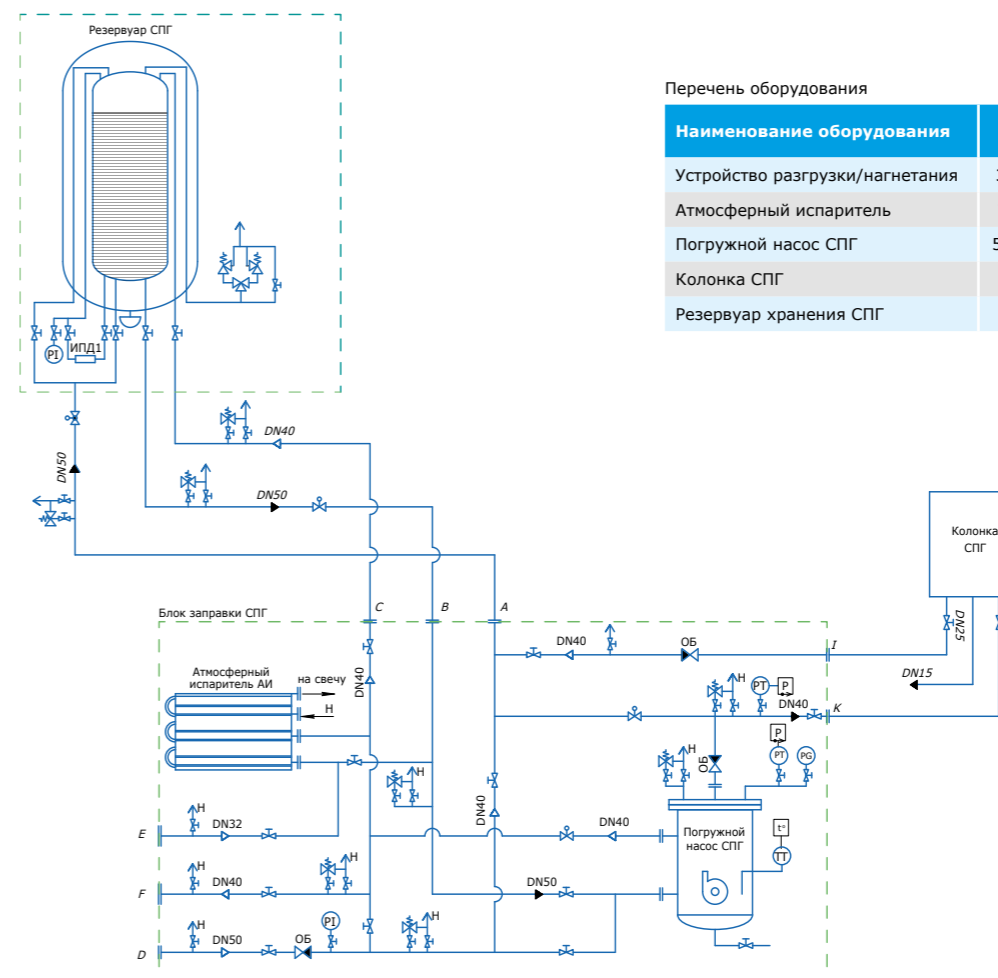 Резервуар СПГ
Перечень оборудования
Наименование оборудования
Устройство разгрузки/нагнетания
Атмосферный испаритель
Погружной насос СПГ
5
Колонка СПГ
Резервуар хранения СПГ
PI
ИПД1
DN40
DN50
DN50
Колонка
СПГ
DN25
DN15
Блок заправки СПГ
C
B
A
I
K
DN40
ОБ
DN40
Атмосферный
испаритель АИ
на свечу
Н
Н
PT
P
DN40
P
PT
PG
Н
ОБ
Н
DN40
DN40
Погружной
насос СПГ
t°
TT
E
Н
DN32
F
Н
DN40
Н
DN50
D
Н
DN50
ОБ
PI
Н